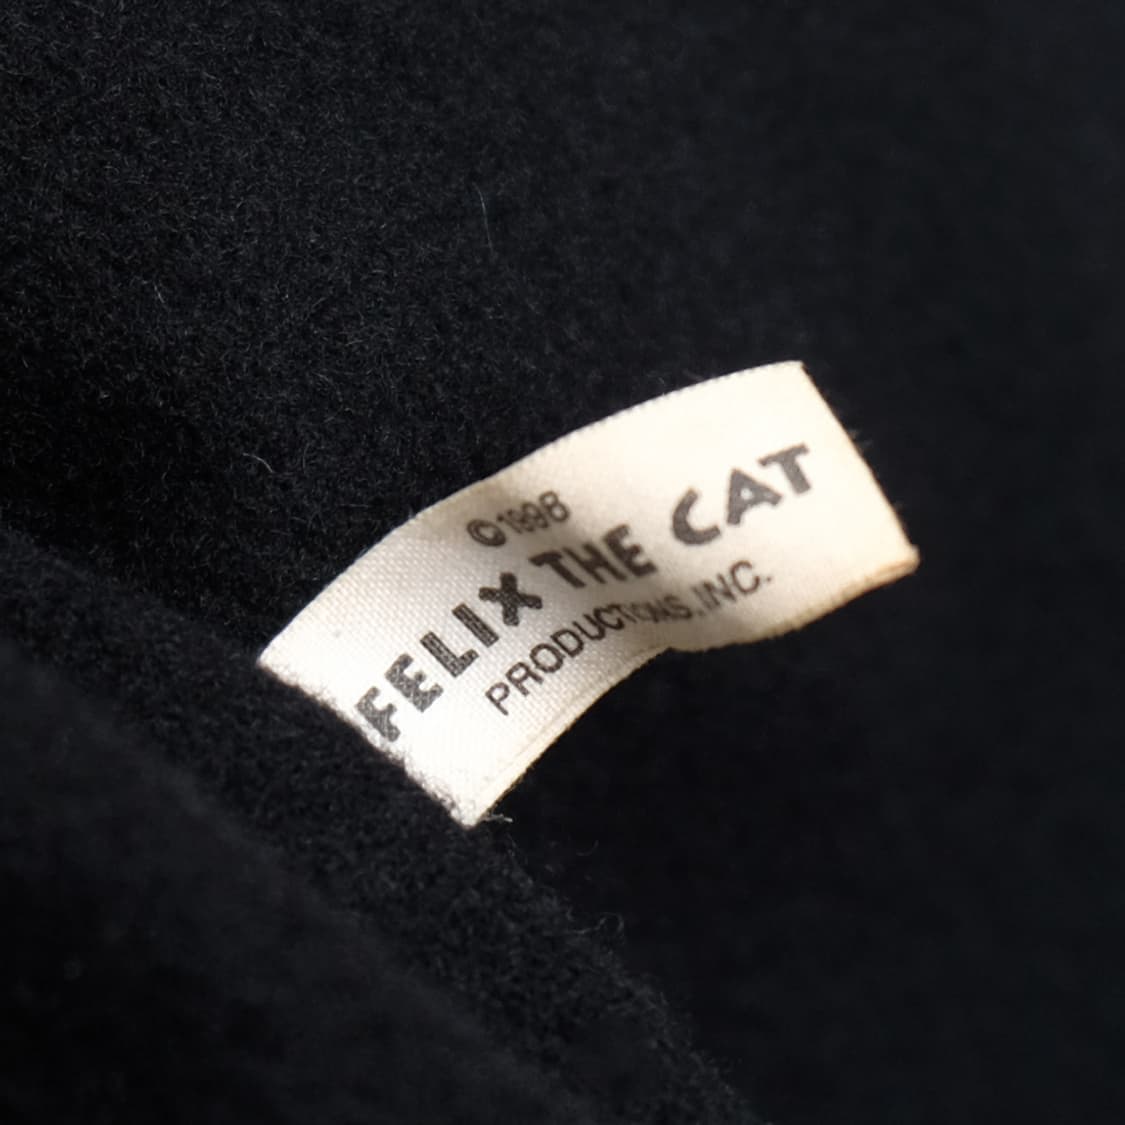 ©1998
FELIX THE CAT
PRODUCTIONS, INC.